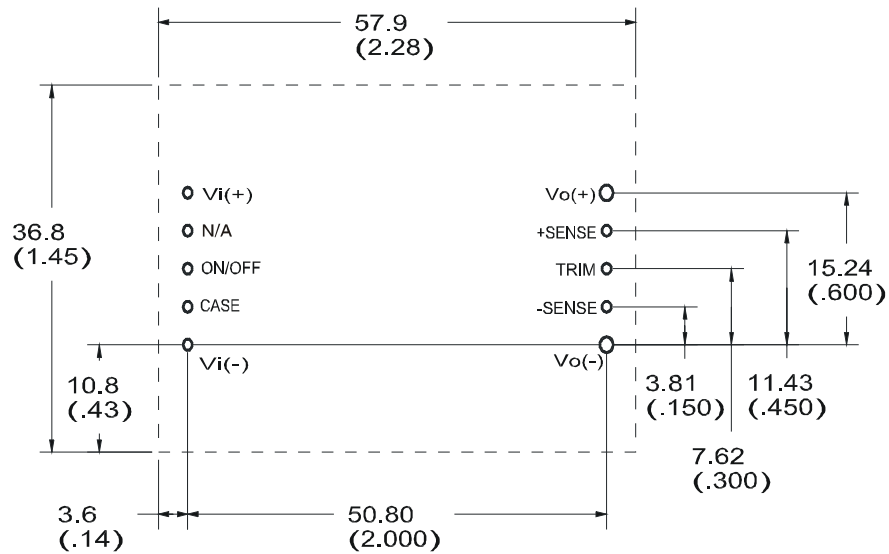 57.9
(2.28)
Vi(+)
Vo(+)
36.8
(1.45)
N/A
+SENSE
ON/OFF
TRIM
15.24
(.600)
CASE
-SENSE
Vi(-)
Vo(-)
10.8
(.43)
3.81
(.150)
11.43
(.450)
7.62
(.300)
3.6
(.14)
50.80
(2.000)